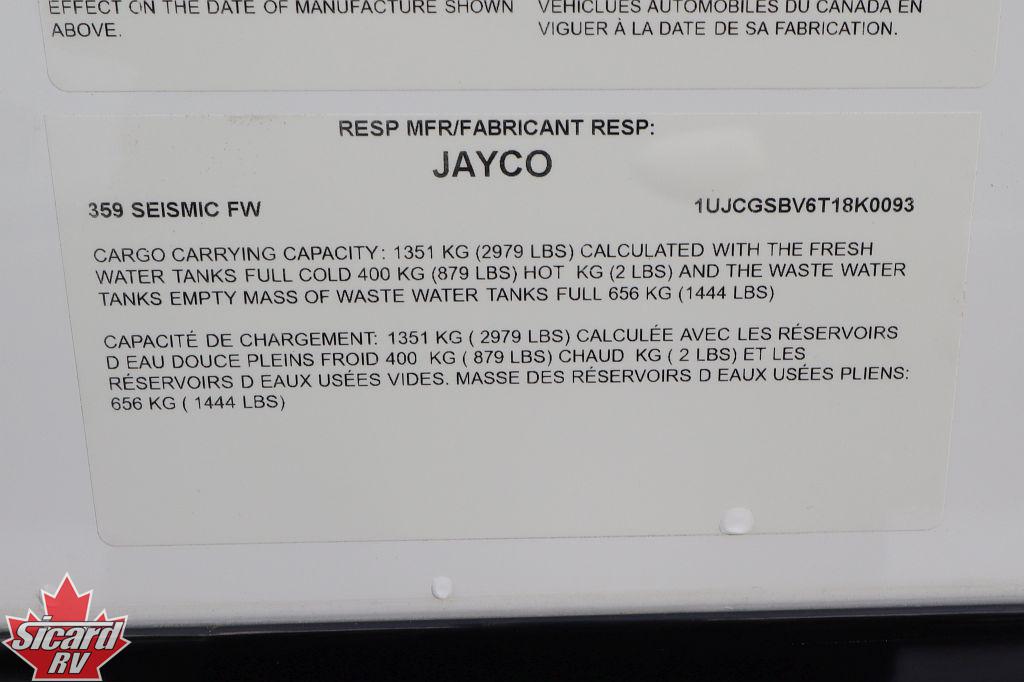 EFFECT ON THE DATE OF MANUFACTURE SHOWN
ABOVE.
VÉHICLUES AUTOMOBILES DU CANADA EN
VIGUER À LA DATE DE SA FABRICATION.
RESP MFR/FABRICANT RESP:
JAYCO
359 SEISMIC FW
1UJCGSBV6T18K0093
CARGO CARRYING CAPACITY: 1351 KG (2979 LBS) CALCULATED WITH THE FRESH
WATER TANKS FULL COLD 400 KG (879 LBS) HOT KG (2 LBS) AND THE WASTE WATER
TANKS EMPTY MASS OF WASTE WATER TANKS FULL 656 KG (1444 LBS)
CAPACITÉ DE CHARGEMENT: 1351 KG ( 2979 LBS) CALCULÉE AVEC LES RÉSERVOIRS
D EAU DOUCE PLEINS FROID 400 KG ( 879 LBS) CHAUD KG ( 2 LBS) ET LES
RÉSERVOIRS D EAUX USÉES VIDES. MASSE DES RÉSERVOIRS D EAUX USÉES PLIENS:
656 KG ( 1444 LBS)
Sicard
RV